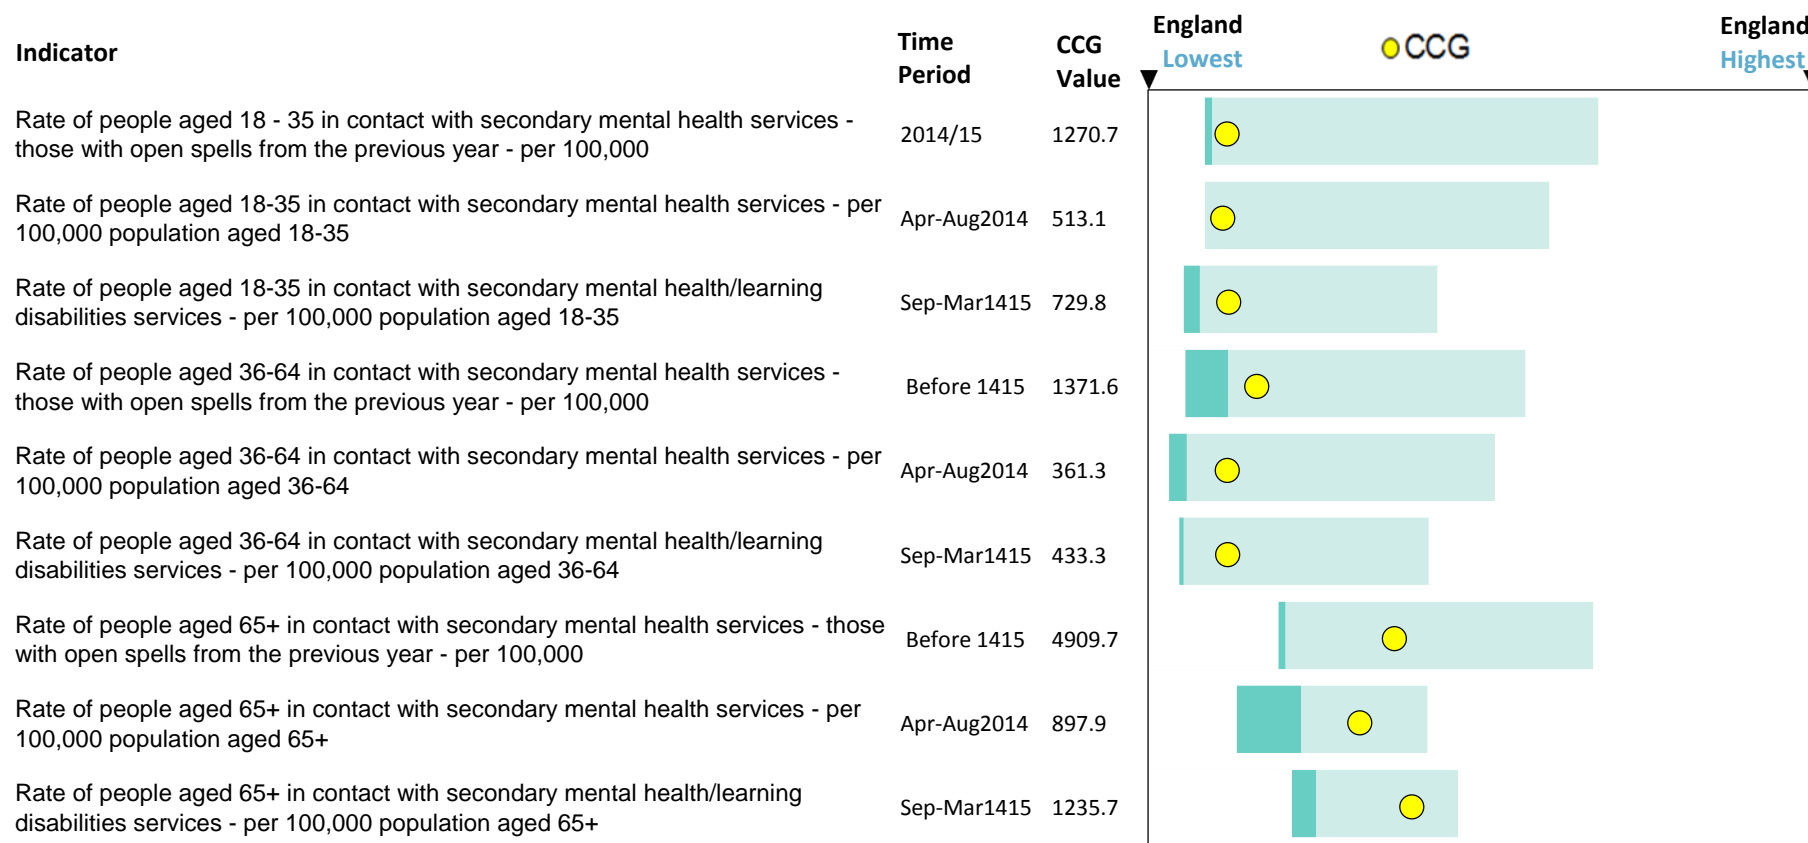 Indicator
Time
Period
CCG
Value
England
Lowest
CCG
England
Highest
Rate of people aged 18 - 35 in contact with secondary mental health services -
those with open spells from the previous year - per 100,000
2014/15
1270.7
Rate of people aged 18-35 in contact with secondary mental health services - per
100,000 population aged 18-35
Apr-Aug2014
513.1
Rate of people aged 18-35 in contact with secondary mental health/learning
disabilities services - per 100,000 population aged 18-35
Sep-Mar1415
729.8
Rate of people aged 36-64 in contact with secondary mental health services -
those with open spells from the previous year - per 100,000
Before 1415
1371.6
Rate of people aged 36-64 in contact with secondary mental health services - per
100,000 population aged 36-64
Apr-Aug2014
361.3
Rate of people aged 36-64 in contact with secondary mental health/learning
disabilities services - per 100,000 population aged 36-64
Sep-Mar1415
433.3
Rate of people aged 65+ in contact with secondary mental health services - those
with open spells from the previous year - per 100,000
Before 1415
4909.7
Rate of people aged 65+ in contact with secondary mental health services - per
100,000 population aged 65+
Apr-Aug2014
897.9
Rate of people aged 65+ in contact with secondary mental health/learning
disabilities services - per 100,000 population aged 65+
Sep-Mar1415
1235.7